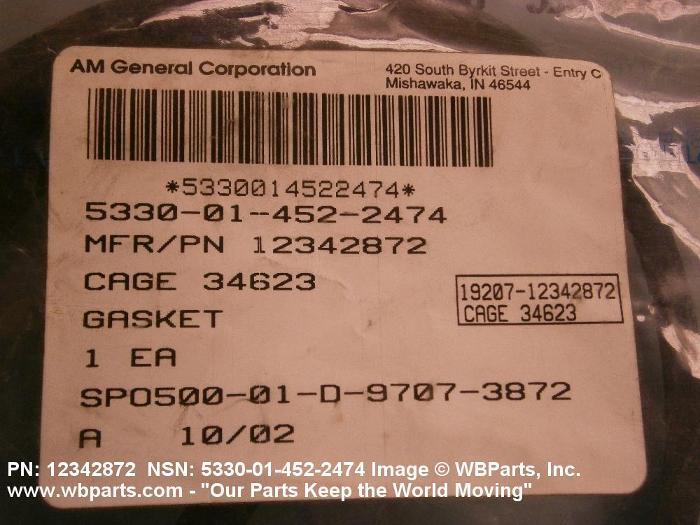 AM General Corporation
420 South Byrkit Street - Entry C
Mishawaka, IN 46544
*5330014522474*
5330-01-452-2474
MFR/PN 12342872
CAGE 34623
19207-12342872
CAGE 34623
GASKET
1 EA
SPO500-01-D-9707-3872
A 10/02
PN: 12342872 NSN: 5330-01-452-2474 Image © WBParts, Inc.
www.wbparts.com - "Our Parts Keep the World Moving"